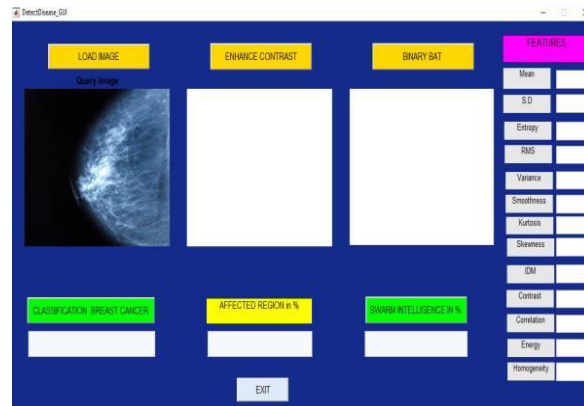 DetectDisease_GUI
LOAD IMAGE
ENHANCE CONTRAST
BINARY BAT
FEATURES
Query Image
Mean
S.D
Entropy
RMS
Variance
Smoothness
Kurtosis
Skewness
IDM
Contrast
Correlation
Energy
Homogeneity
CLASSIFICATION BREAST CANCER
AFFECTED REGION in %
SWARM INTELLIGENCE IN %
EXIT